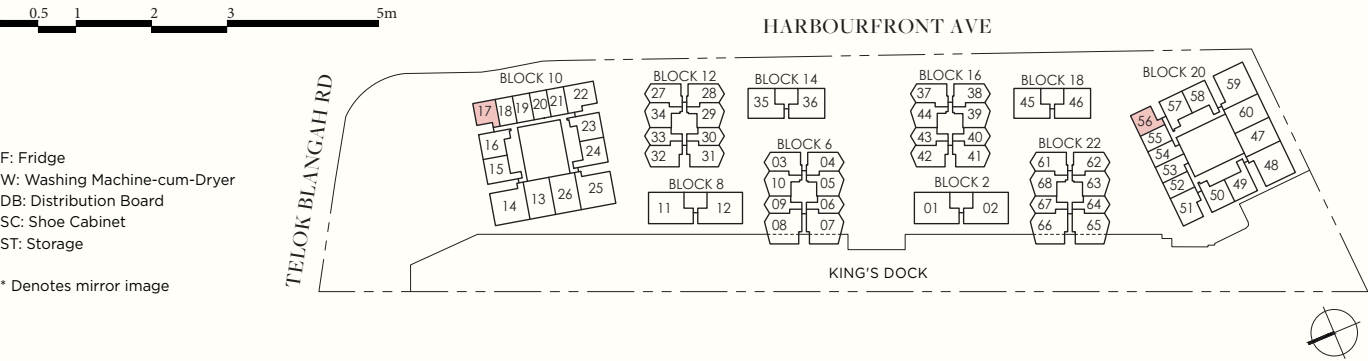 0.5 1 2 3 5m
HARBOURFRONT AVE
TELOK BLANGAH RD
F: Fridge
W: Washing Machine-cum-Dryer
DB: Distribution Board
SC: Shoe Cabinet
ST: Storage
* Denotes mirror image
BLOCK 10
17 18 19 20 21 22
16 23
15 24
14 13 26 25
BLOCK 12
27 28
34 29
33 30
32 31
BLOCK 14
35 36
BLOCK 8
11 12
BLOCK 6
03 04
10 05
09 06
08 07
BLOCK 16
37 38
44 39
43 40
42 41
BLOCK 18
45 46
BLOCK 2
01 02
BLOCK 22
61 62
68 63
67 64
66 65
BLOCK 20
59
58
57 60
56
55 47
54
53 48
52 49
51 50
KING'S DOCK